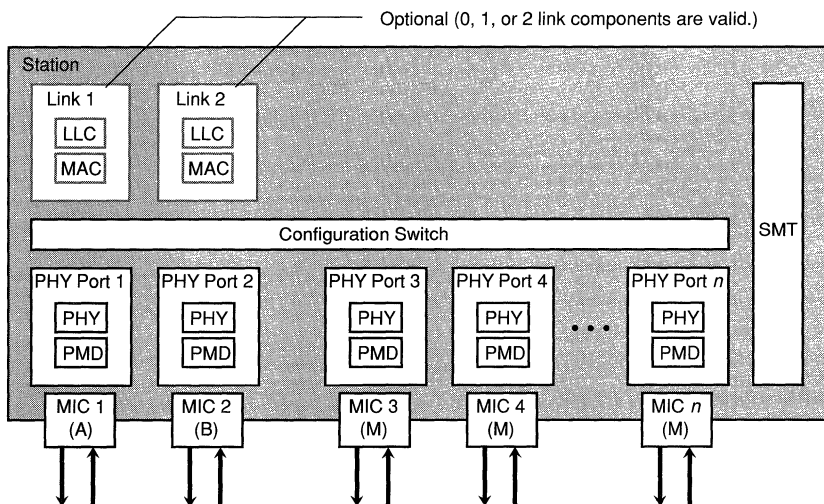 Optional (0, 1, or 2 link components are valid.)
Station
Link 1
LLC
MAC
Link 2
LLC
MAC
SMT
Configuration Switch
PHY Port 1
PHY
PMD
PHY Port 2
PHY
PMD
PHY Port 3
PHY
PMD
PHY Port 4
PHY
PMD
• • •
PHY Port n
PHY
PMD
MIC 1
(A)
MIC 2
(B)
MIC 3
(M)
MIC 4
(M)
MIC n
(M)